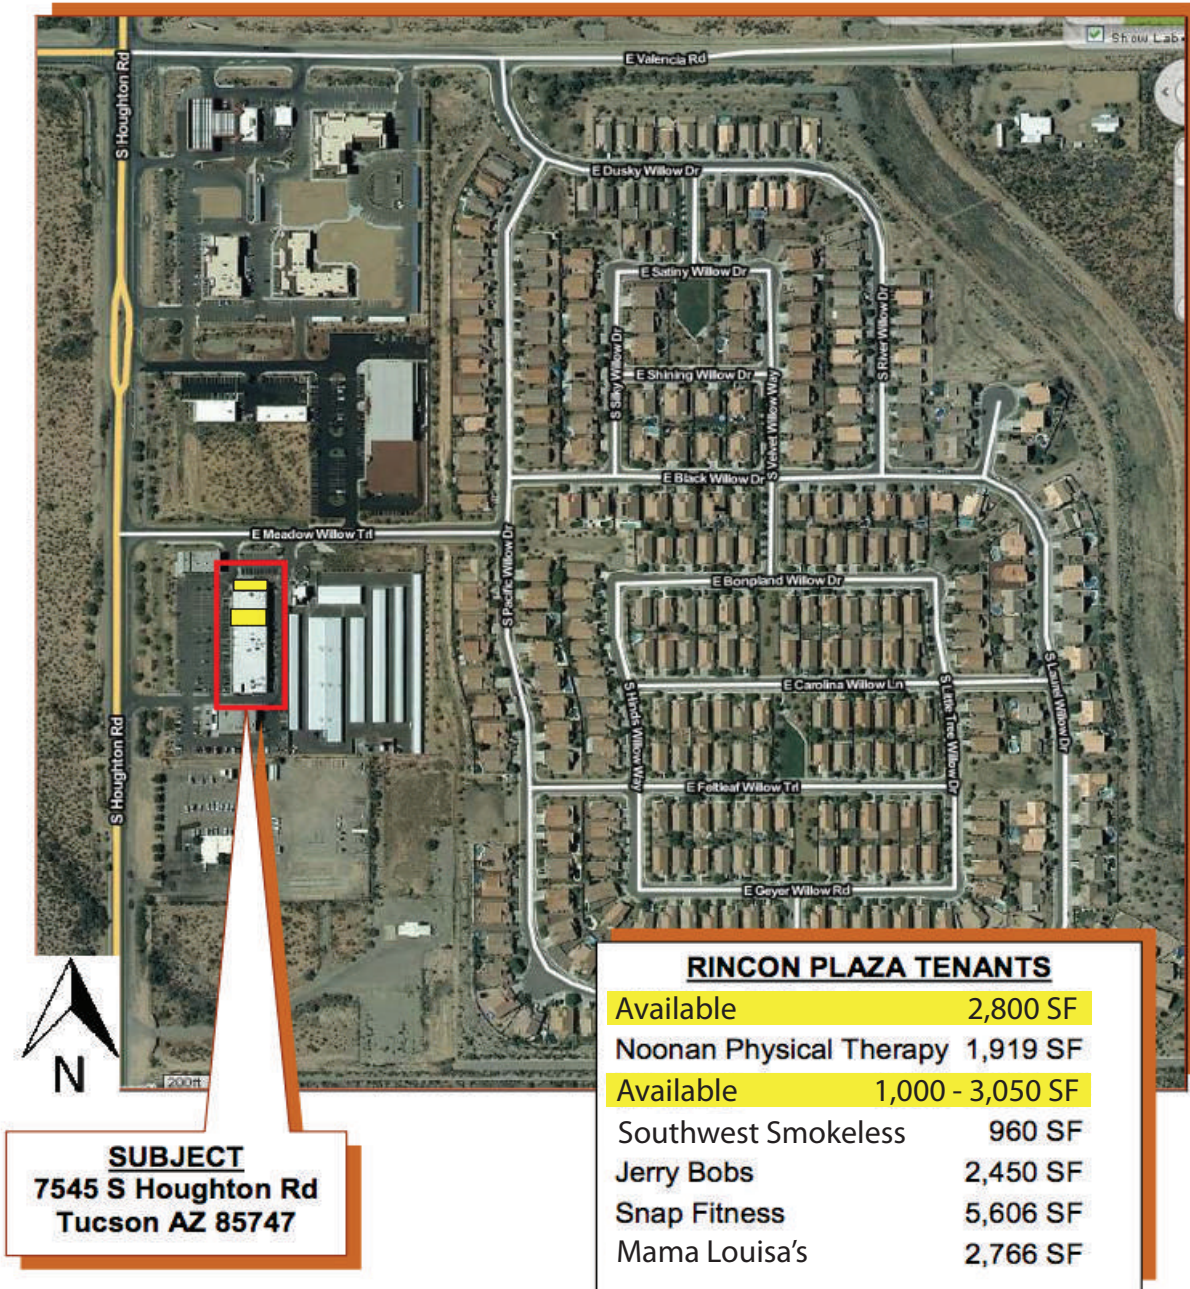 Show Lab
E Valencia Rd
S Houghton Rd
E Dusky Willow Dr
E Satiny Willow Dr
S River Willow Dr
S Silky Willow Dr
E Shining Willow Dr
S Velvet Willow Way
E Black Willow Dr
E Meadow Willow Trl
S Pacific Willow Dr
E Bonpland Willow Dr
S Laurel Willow Dr
E Carolina Willow Ln
S Hinds Willow Way
S Little Tree Willow Dr
S Houghton Rd
E Feltleaf Willow Trl
E Geyer Willow Rd
N
200ft
SUBJECT
7545 S Houghton Rd
Tucson AZ 85747
RINCON PLAZA TENANTS
Available 2,800 SF
Noonan Physical Therapy 1,919 SF
Available 1,000 - 3,050 SF
Southwest Smokeless 960 SF
Jerry Bobs 2,450 SF
Snap Fitness 5,606 SF
Mama Louisa's 2,766 SF